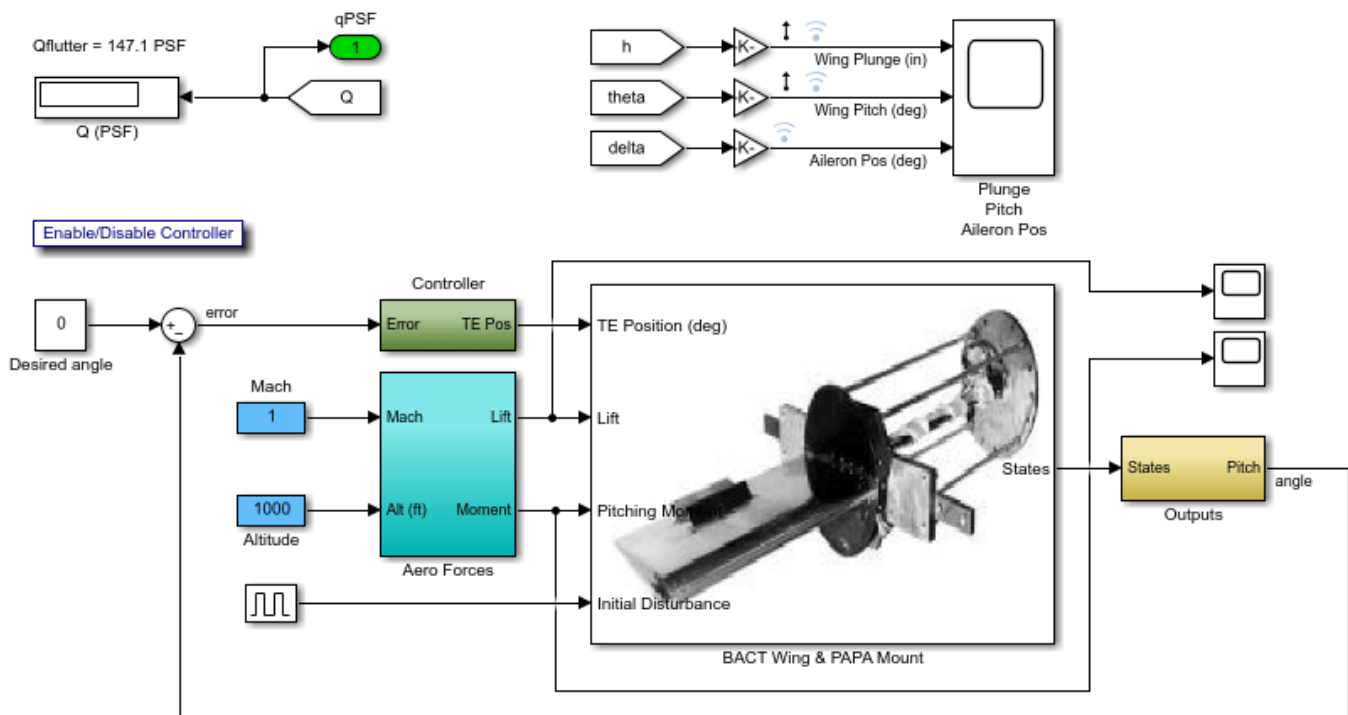 qPSF
Qflutter = 147.1 PSF
1
Q
Q (PSF)
h
K-
Wing Plunge (in)
theta
K-
Wing Pitch (deg)
delta
K-
Aileron Pos (deg)
Plunge
Pitch
Aileron Pos
Enable/Disable Controller
Controller
0
+
_
error
Error
TE Pos
TE Position (deg)
Desired angle
Mach
1
Mach
Lift
Lift
States
States
Pitch
angle
1000
Alt (ft)
Moment
Pitching Moment
Outputs
Altitude
Aero Forces
Initial Disturbance
BACT Wing & PAPA Mount